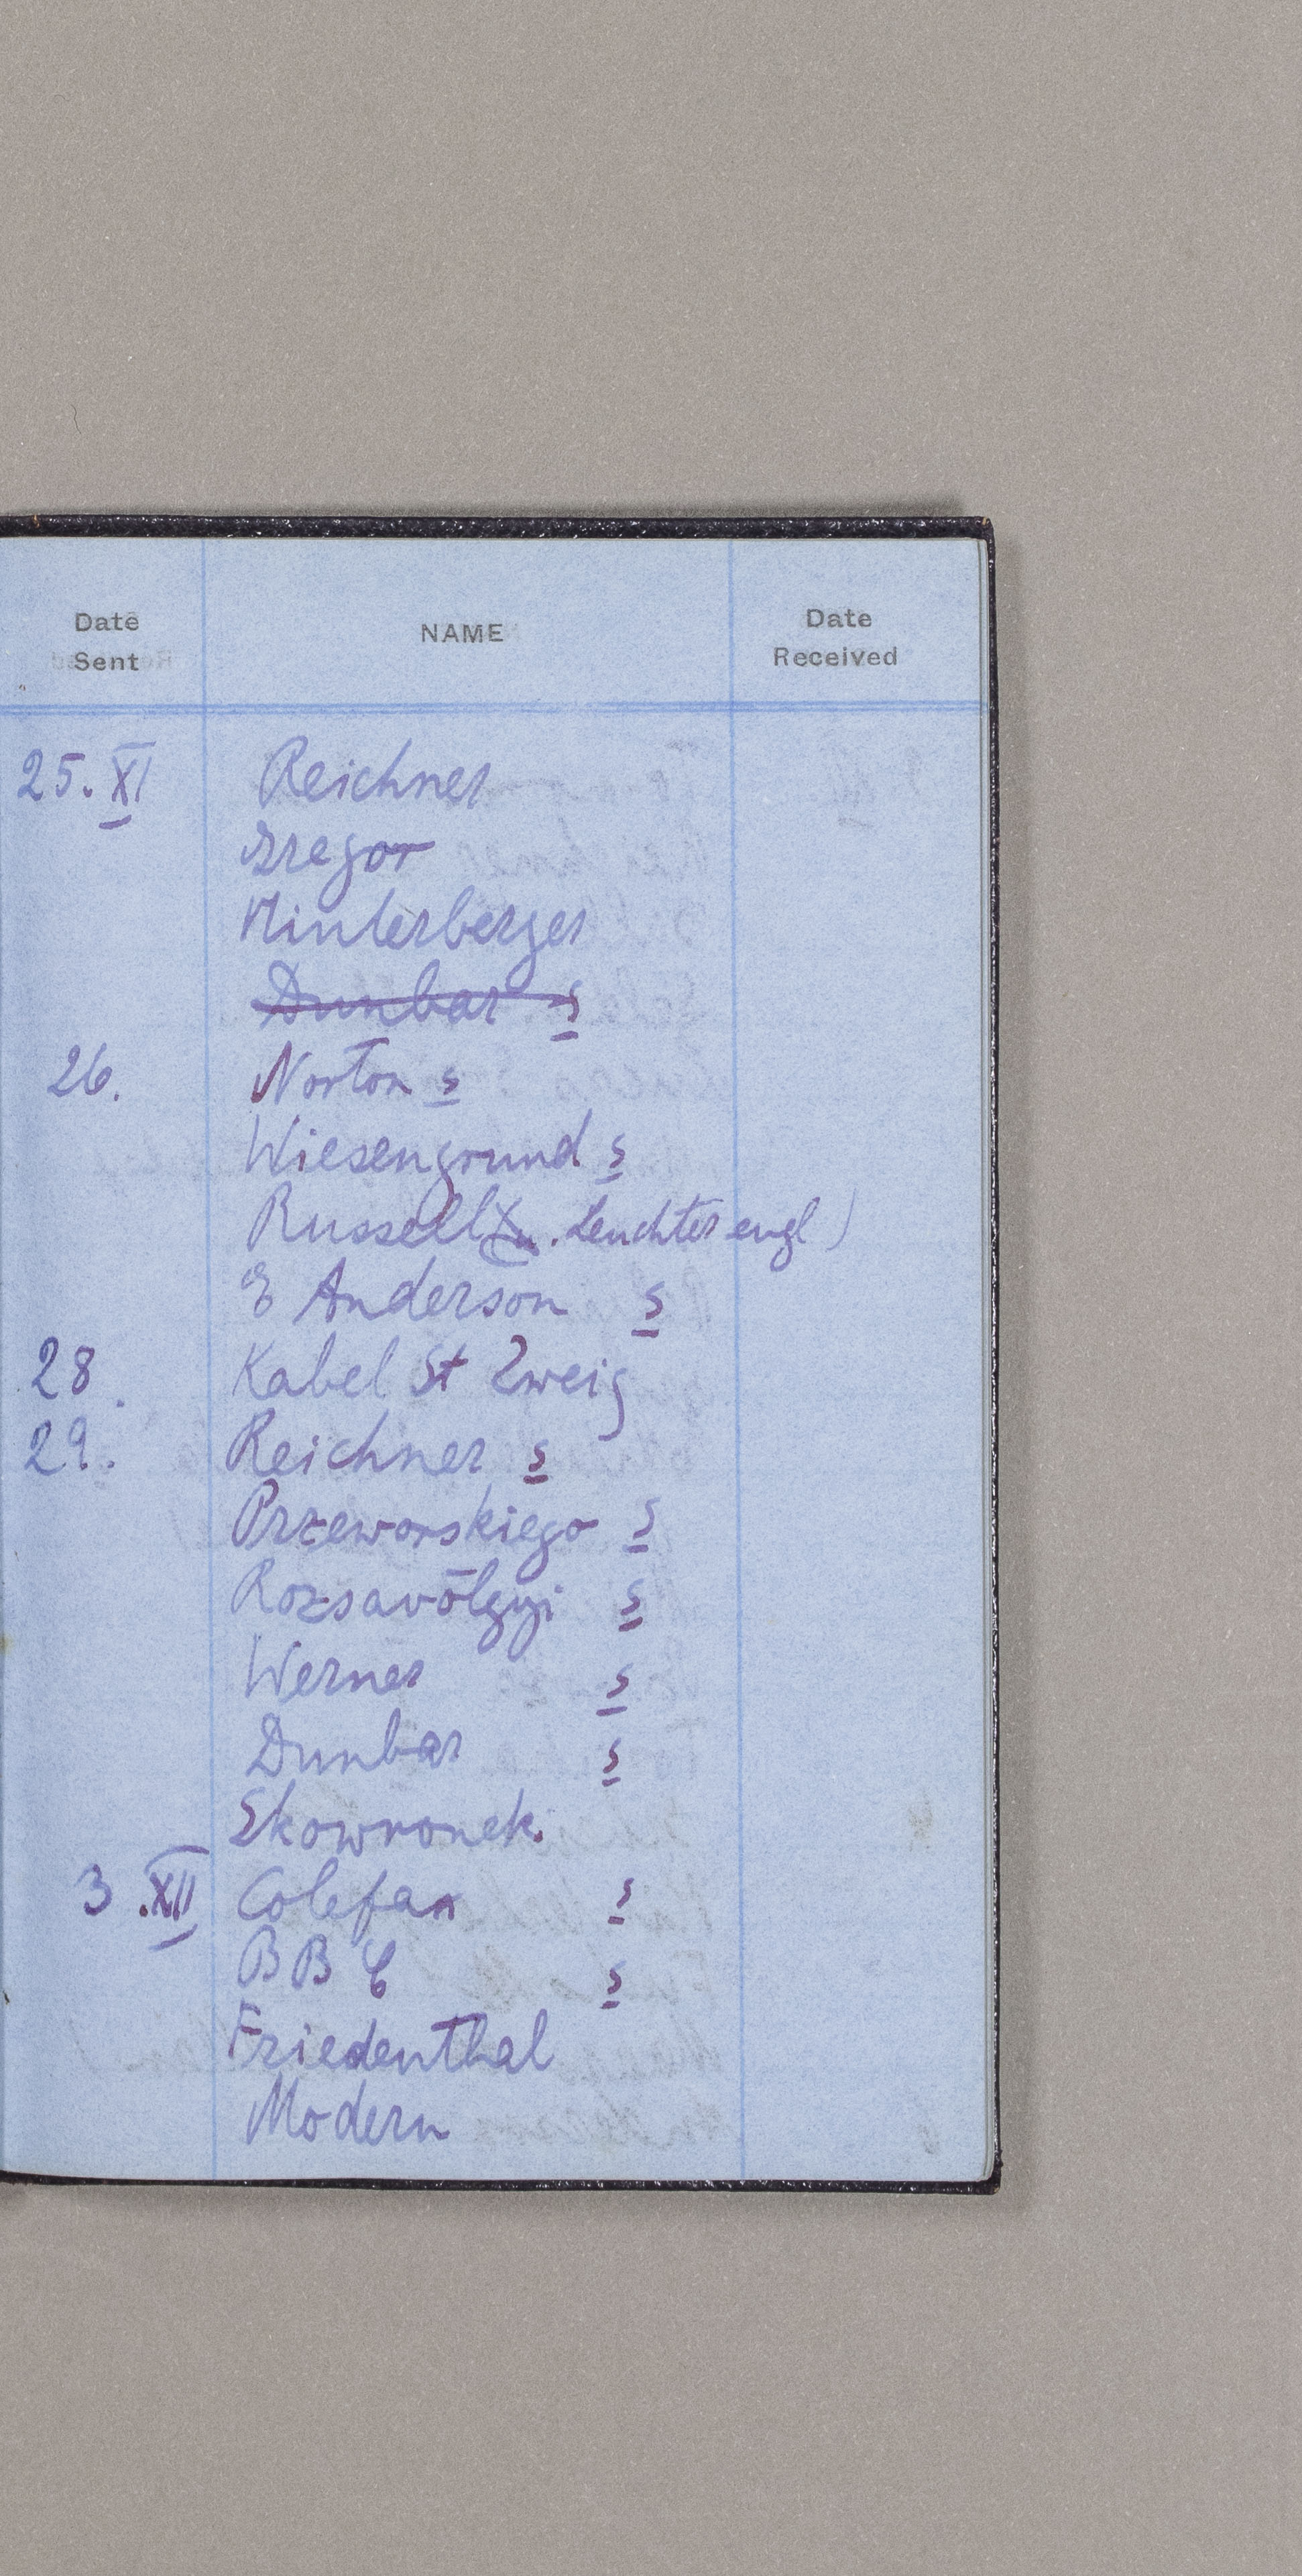 Date Sent NAME Date Received
25. XI Reichner
Gregor
Hinterberger
Dunbar s
26. Norton s
Wiesengrund s
Russell (u. Leuchter engl)
E Anderson s
28. Kabel St Zweig
29. Reichner s
Przeworskiego s
Rozsavölgyi s
Werner s
Dunbar s
Skowronek
3.XII Colefax s
BBC s
Friedenthal
Modern